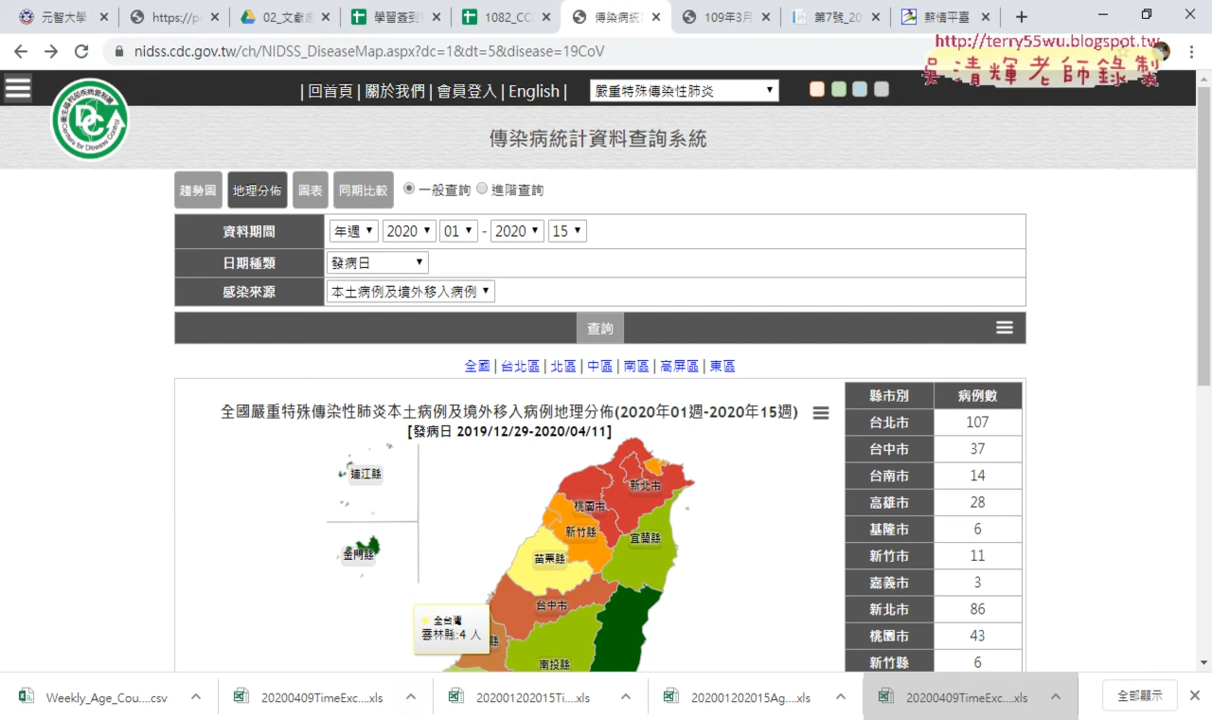 元智大學
https://p
02_文獻
學習簽到
1082_CC
傳染病統
109年3月
第7號_20
薪情平臺
nidss.cdc.gov.tw/ch/NIDSS_DiseaseMap.aspx?dc=1&dt=5&disease=19CoV
http://terry55wu.blogspot.tw
吳清輝老師錄製
| 回首頁 | 關於我們 | 會員登入 | English | 嚴重特殊傳染性肺炎
傳染病統計資料查詢系統
趨勢圖 地理分佈 圖表 同期比較 一般查詢 進階查詢
資料期間 年週 2020 01 - 2020 15
日期種類 發病日
感染來源 本土病例及境外移入病例
查詢
全國 | 台北區 | 北區 | 中區 | 南區 | 高屏區 | 東區
全國嚴重特殊傳染性肺炎本土病例及境外移入病例地理分佈(2020年01週-2020年15週)
[發病日 2019/12/29-2020/04/11]
連江縣
新北市
桃園市
新竹縣
宜蘭縣
金門縣
苗栗縣
台中市
全台灣
雲林縣:4 人
縣
南投縣
縣市別 病例數
台北市 107
台中市 37
台南市 14
高雄市 28
基隆市 6
新竹市 11
嘉義市 3
新北市 86
桃園市 43
新竹縣 6
Weekly_Age_Cou....csv
20200409TimeExc....xls
202001202015Ti....xls
202001202015Ag....xls
20200409TimeExc....xls
全部顯示